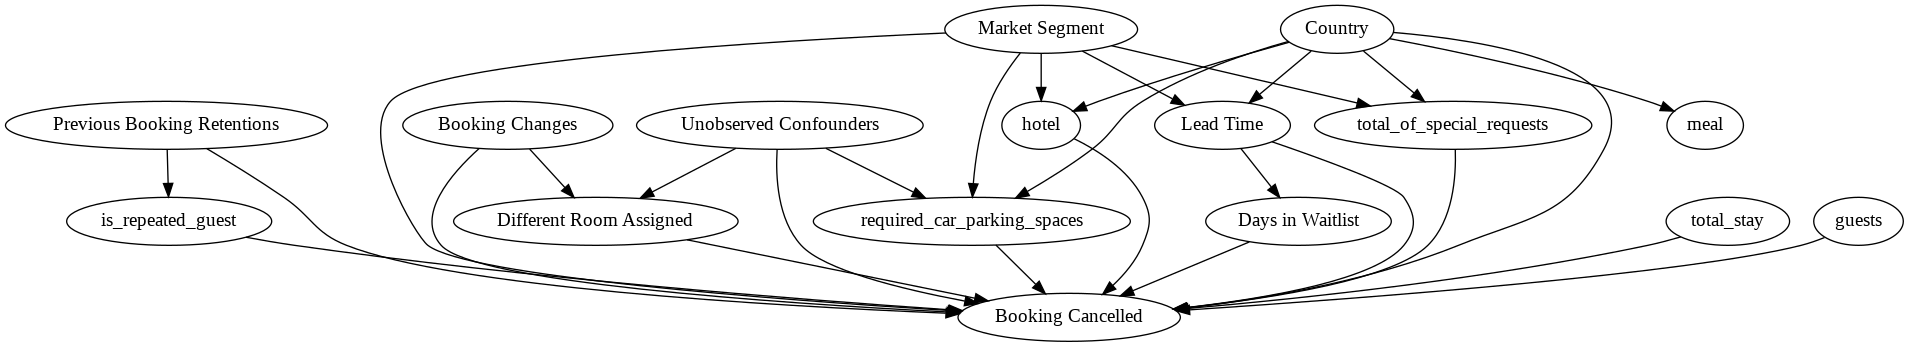 Market Segment
Country
Previous Booking Retentions
Booking Changes
Unobserved Confounders
hotel
Lead Time
total_of_special_requests
meal
is_repeated_guest
Different Room Assigned
required_car_parking_spaces
Days in Waitlist
total_stay
guests
Booking Cancelled